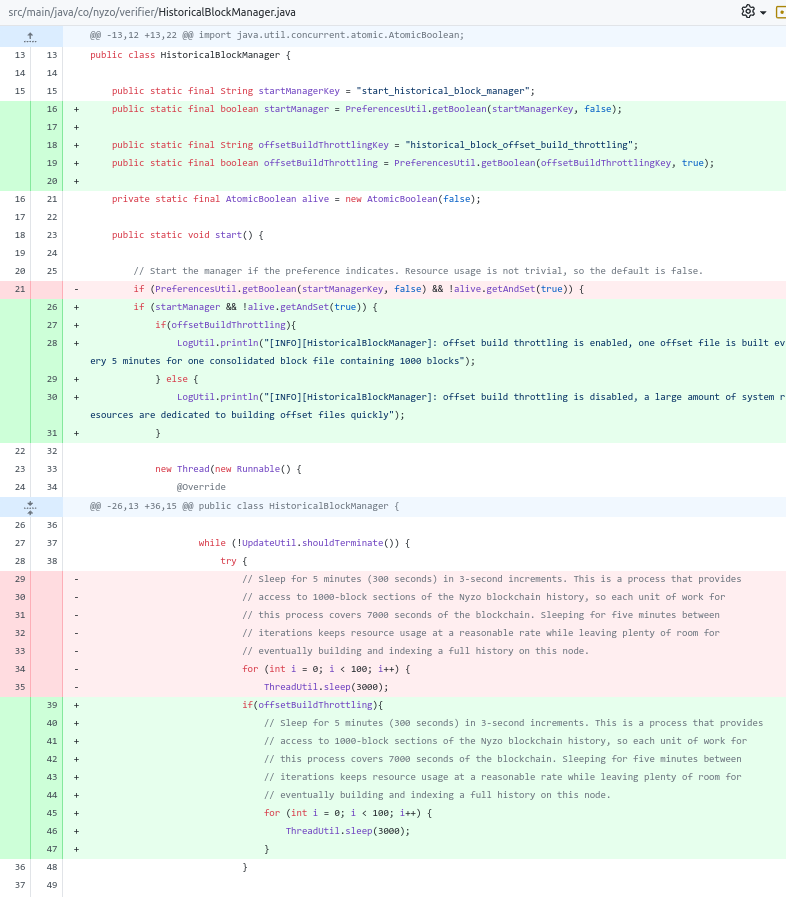 src/main/java/co/nyzo/verifier/HistoricalBlockManager.java
@@ -13,12 +13,22 @@ import java.util.concurrent.atomic.AtomicBoolean;
13 13 public class HistoricalBlockManager {
14 14
15 15 public static final String startManagerKey = "start_historical_block_manager";
16 + public static final boolean startManager = PreferencesUtil.getBoolean(startManagerKey, false);
17 +
18 + public static final String offsetBuildThrottlingKey = "historical_block_offset_build_throttling";
19 + public static final boolean offsetBuildThrottling = PreferencesUtil.getBoolean(offsetBuildThrottlingKey, true);
20 +
16 21 private static final AtomicBoolean alive = new AtomicBoolean(false);
17 22
18 23 public static void start() {
19 24
20 25 // Start the manager if the preference indicates. Resource usage is not trivial, so the default is false.
21 - if (PreferencesUtil.getBoolean(startManagerKey, false) && !alive.getAndSet(true)) {
26 + if (startManager && !alive.getAndSet(true)) {
27 + if(offsetBuildThrottling){
28 + LogUtil.println("[INFO][HistoricalBlockManager]: offset build throttling is enabled, one offset file is built ev
ery 5 minutes for one consolidated block file containing 1000 blocks");
29 + } else {
30 + LogUtil.println("[INFO][HistoricalBlockManager]: offset build throttling is disabled, a large amount of system r
esources are dedicated to building offset files quickly");
31 + }
22 32
23 33 new Thread(new Runnable() {
24 34 @Override
@@ -26,13 +36,15 @@ public class HistoricalBlockManager {
26 36
27 37 while (!UpdateUtil.shouldTerminate()) {
28 38 try {
29 - // Sleep for 5 minutes (300 seconds) in 3-second increments. This is a process that provides
30 - // access to 1000-block sections of the Nyzo blockchain history, so each unit of work for
31 - // this process covers 7000 seconds of the blockchain. Sleeping for five minutes between
32 - // iterations keeps resource usage at a reasonable rate while leaving plenty of room for
33 - // eventually building and indexing a full history on this node.
34 - for (int i = 0; i < 100; i++) {
35 - ThreadUtil.sleep(3000);
39 + if(offsetBuildThrottling){
40 + // Sleep for 5 minutes (300 seconds) in 3-second increments. This is a process that provides
41 + // access to 1000-block sections of the Nyzo blockchain history, so each unit of work for
42 + // this process covers 7000 seconds of the blockchain. Sleeping for five minutes between
43 + // iterations keeps resource usage at a reasonable rate while leaving plenty of room for
44 + // eventually building and indexing a full history on this node.
45 + for (int i = 0; i < 100; i++) {
46 + ThreadUtil.sleep(3000);
47 + }
36 48 }
37 49